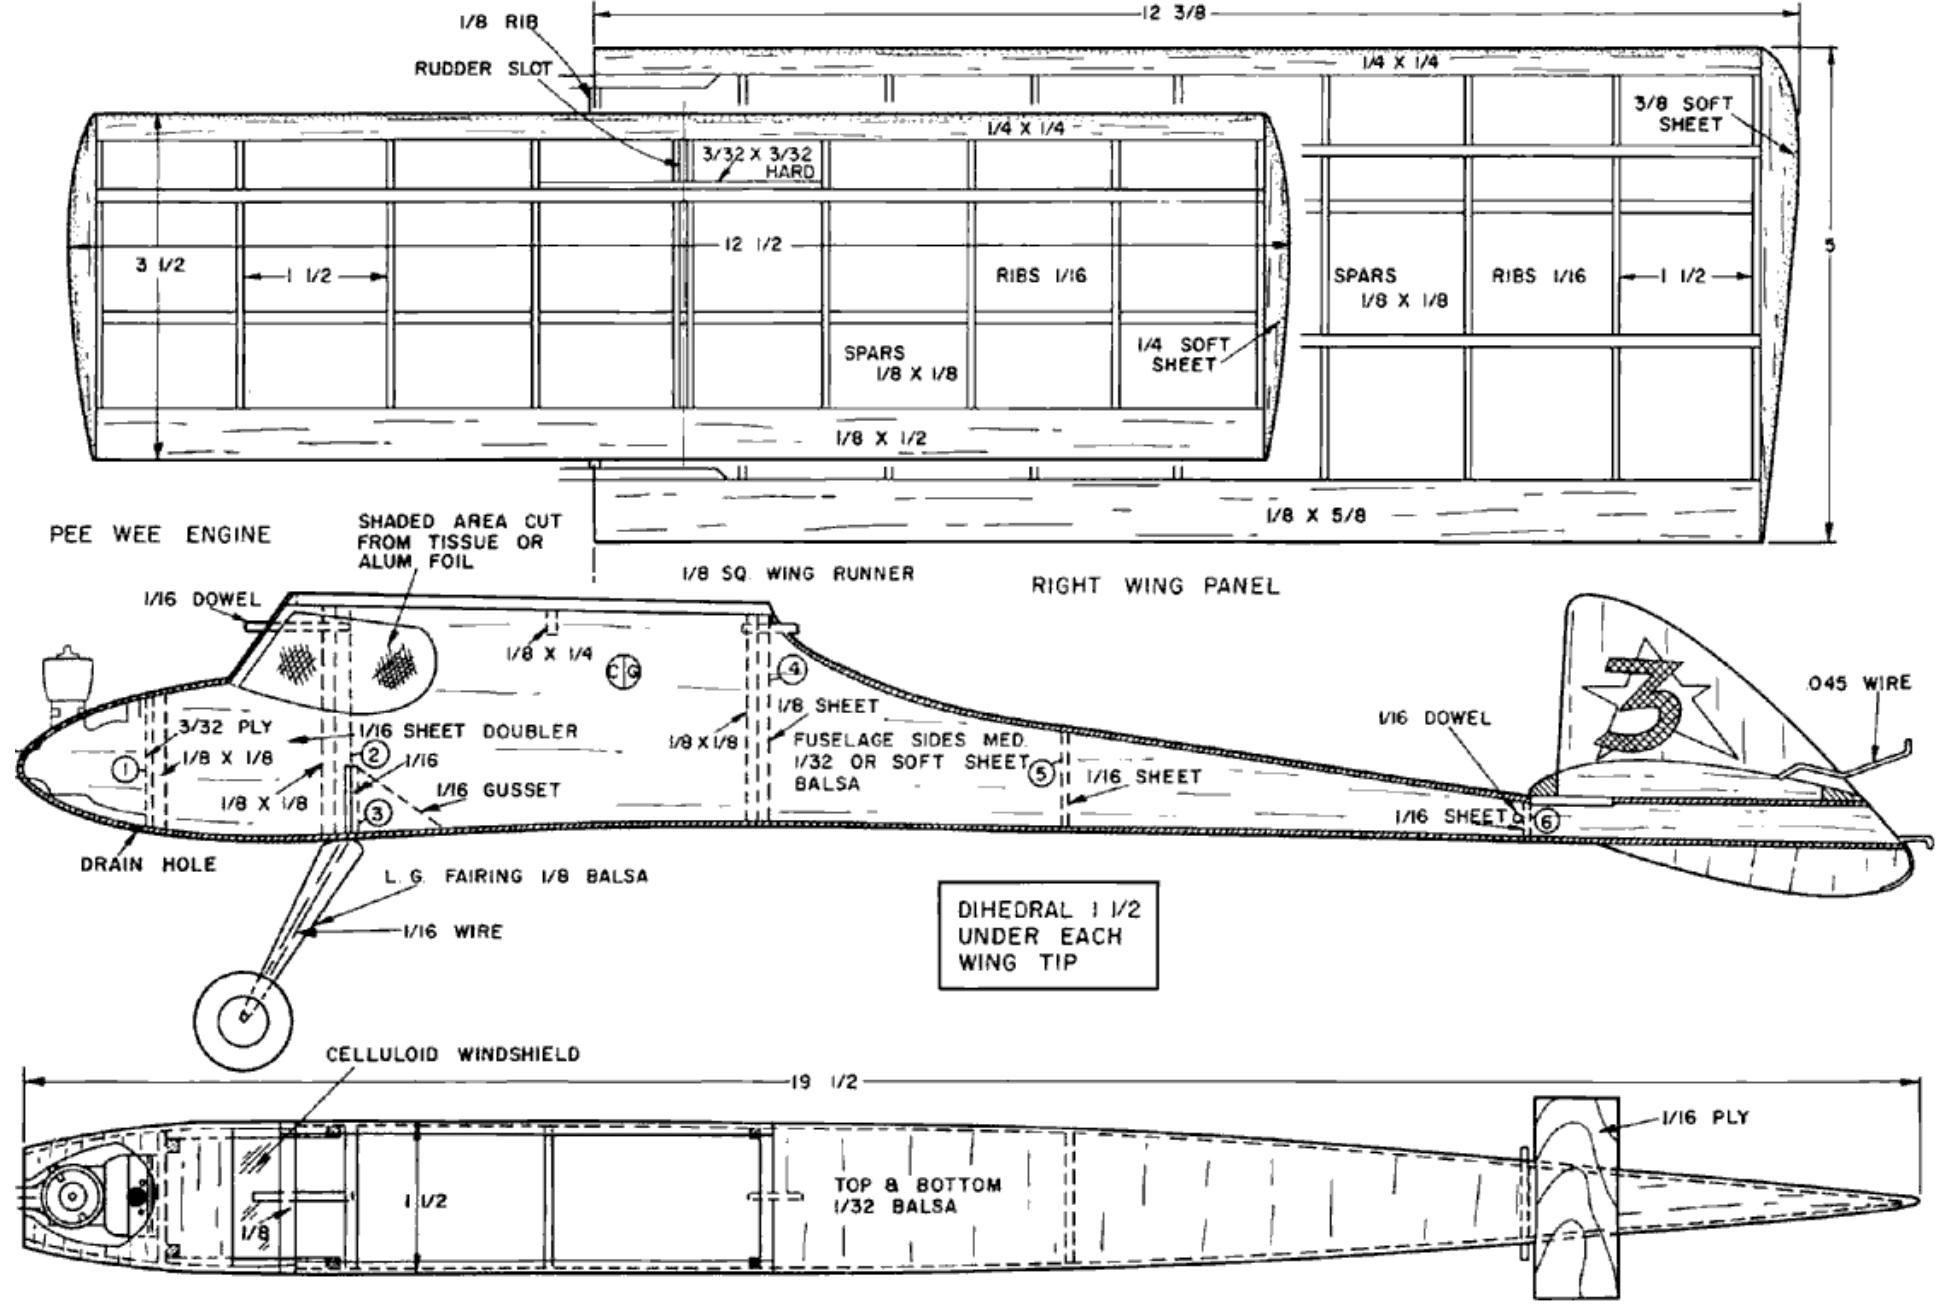 12 3/8
1/8 RIB
RUDDER SLOT
1/4 X 1/4
3/8 SOFT
SHEET
1/4 X 1/4
3/32 X 3/32
HARD
12 1/2
5
3 1/2
1 1/2
RIBS 1/16
SPARS
1/8 X 1/8
RIBS 1/16
1 1/2
1/4 SOFT
SHEET
SPARS
1/8 X 1/8
1/8 X 1/2
1/8 X 5/8
PEE WEE ENGINE
SHADED AREA CUT
FROM TISSUE OR
ALUM FOIL
1/8 SQ. WING RUNNER
RIGHT WING PANEL
1/16 DOWEL
1/8 X 1/4
CG
4
3
.045 WIRE
1/16 DOWEL
3/32 PLY
1/8 X 1/8
1/16 SHEET DOUBLER
2
1/16
1/8 SHEET
1/8 X 1/8
FUSELAGE SIDES MED.
1/32 OR SOFT SHEET
BALSA
5
1/16 SHEET
1
1/8 X 1/8
1/16 GUSSET
3
1/16 SHEET
6
DRAIN HOLE
L. G. FAIRING 1/8 BALSA
1/16 WIRE
DIHEDRAL 1 1/2
UNDER EACH
WING TIP
CELLULOID WINDSHIELD
19 1/2
1/16 PLY
1 1/2
1/8
TOP & BOTTOM
1/32 BALSA